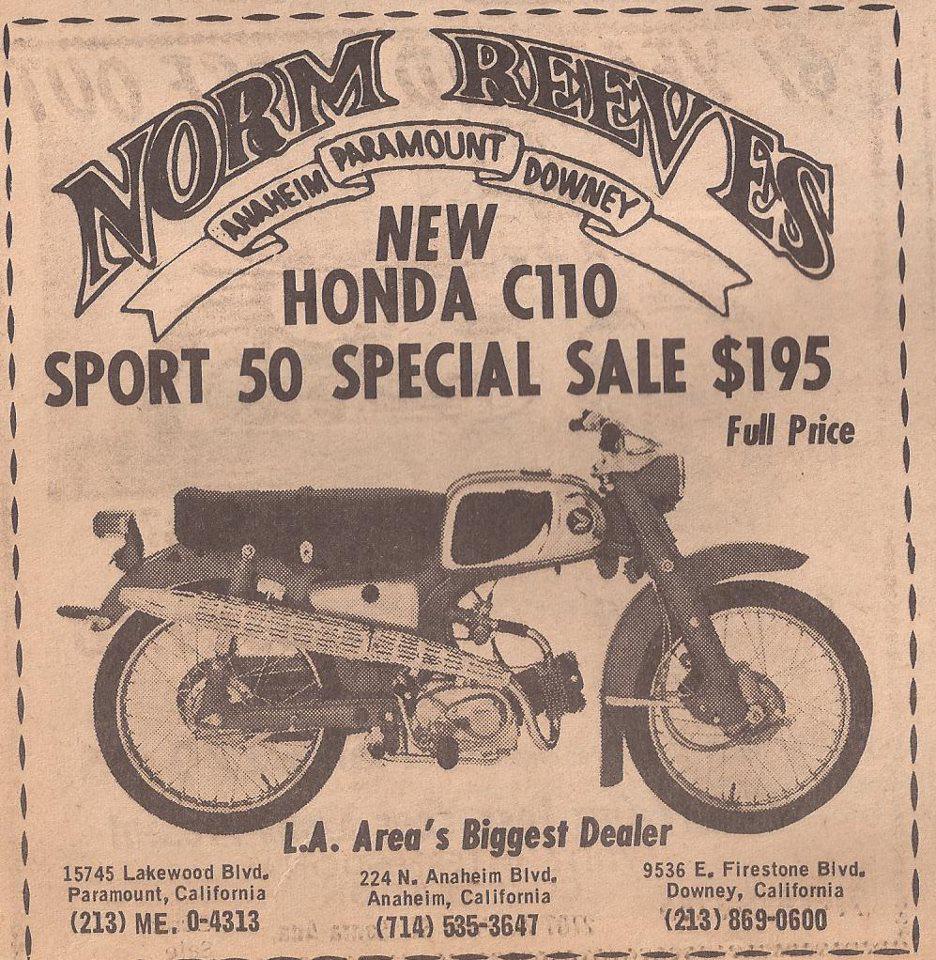 NORM REEVES
ANAHEIM PARAMOUNT DOWNEY
NEW
HONDA C110
SPORT 50 SPECIAL SALE $195
Full Price
L.A. Area's Biggest Dealer
15745 Lakewood Blvd.
Paramount, California
(213) ME. 0-4313
224 N. Anaheim Blvd.
Anaheim, California
(714) 535-3647
9536 E. Firestone Blvd.
Downey, California
(213) 869-0600